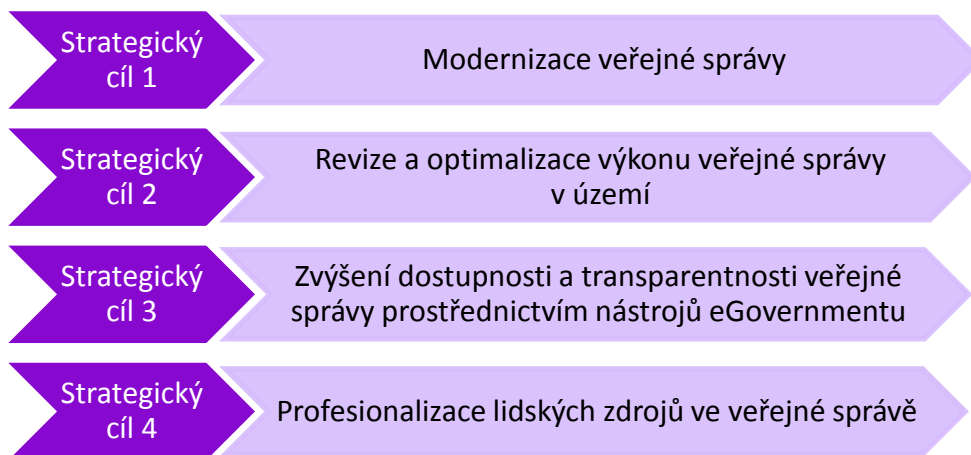 Strategický
cíl 1
Modernizace veřejné správy
Strategický
cíl 2
Revize a optimalizace výkonu veřejné správy
v území
Strategický
cíl 3
Zvýšení dostupnosti a transparentnosti veřejné
správy prostřednictvím nástrojů eGovernmentu
Strategický
cíl 4
Profesionalizace lidských zdrojů ve veřejné správě